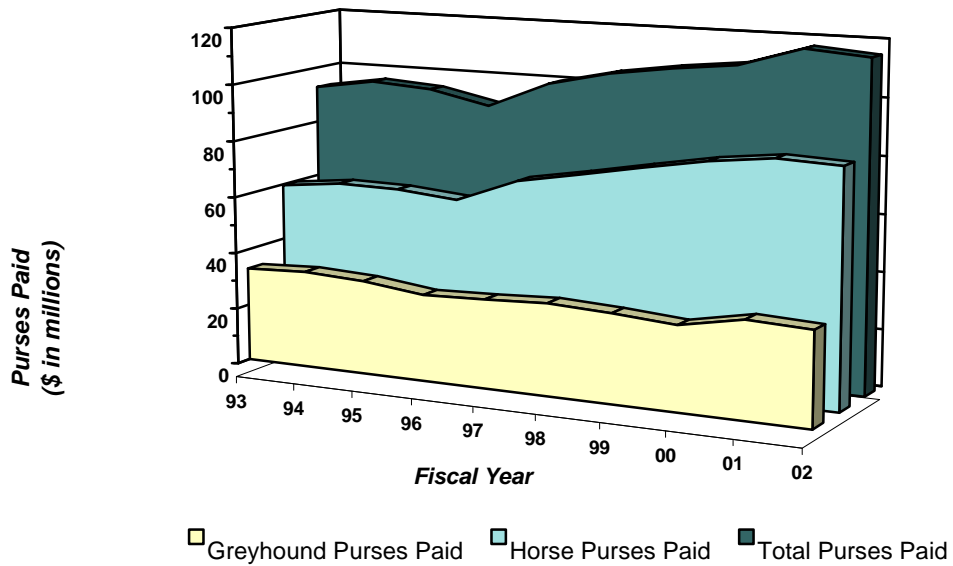 120
100
80
60
40
20
0
Purses Paid
($ in millions)
93 94 95 96 97 98 99 00 01 02
Fiscal Year
Greyhound Purses Paid Horse Purses Paid Total Purses Paid